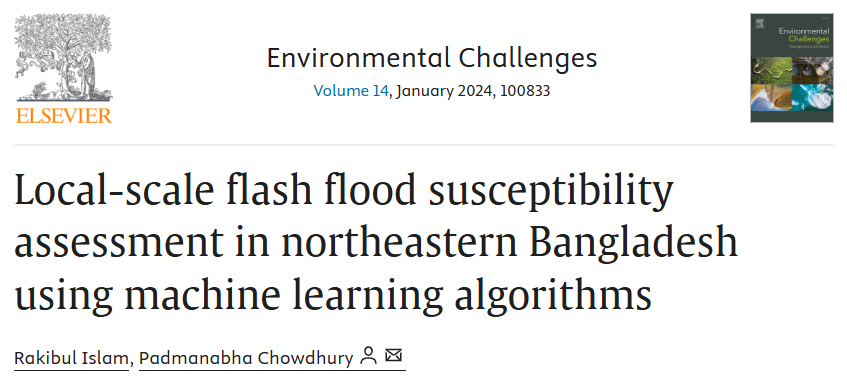 ELSEVIER
Environmental Challenges
Volume 14, January 2024, 100833
Environmental
Challenges
Local-scale flash flood susceptibility
assessment in northeastern Bangladesh
using machine learning algorithms
Rakibul Islam, Padmanabha Chowdhury